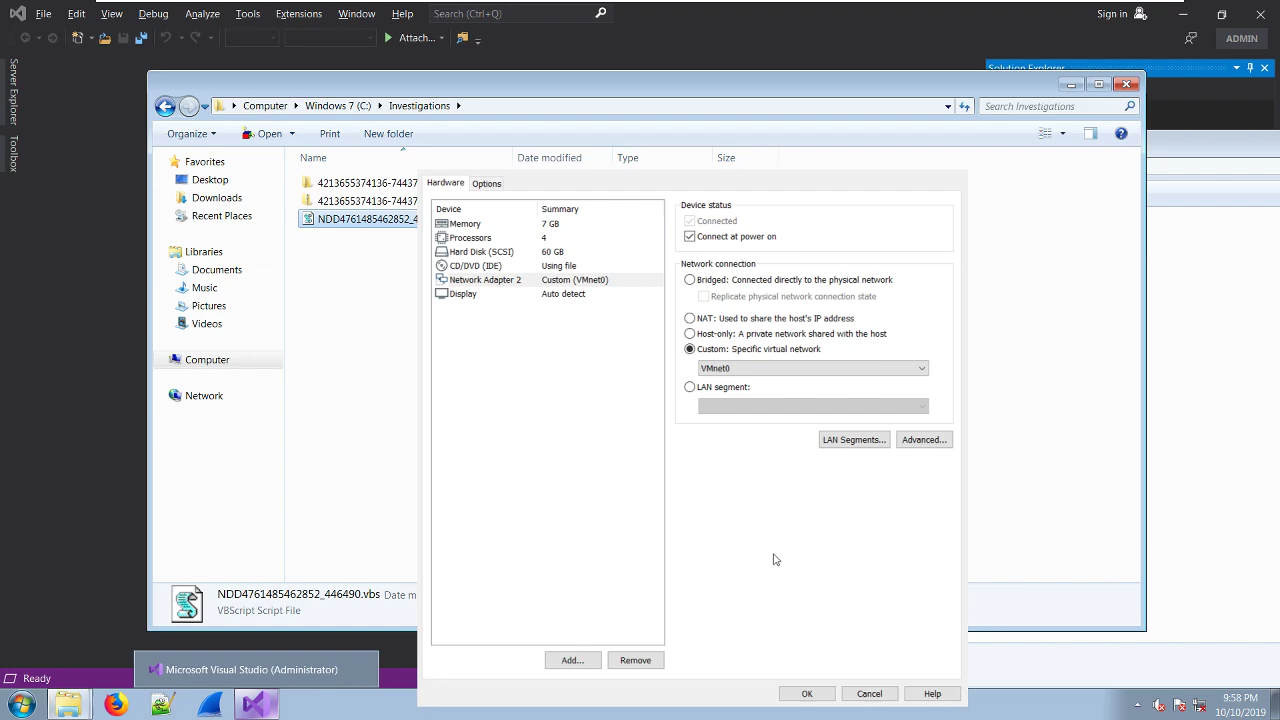 File
Debug
Analyze
Tools
Extensions
Window
Help
Search (Ctrl+Q)
Sign in
Attach...
ADMIN
Server Explorer
Toolbox
Solution Explorer
Computer
Windows 7 (C:)
Investigations
Search Investigations
Organize
Open
Print
New folder
Name
Date modified
Type
Size
Favorites
Desktop
Downloads
Recent Places
Libraries
Documents
Music
Pictures
Videos
Computer
Network
4213655374136-74437
4213655374136-74437
NDD4761485462852_4
Hardware
Options
Device
Summary
Memory
7 GB
Processors
4
Hard Disk (SCSI)
60 GB
CD/DVD (IDE)
Using file
Network Adapter 2
Custom (VMnet0)
Display
Auto detect
Device status
Connected
Connect at power on
Network connection
Bridged: Connected directly to the physical network
Replicate physical network connection state
NAT: Used to share the host's IP address
Host-only: A private network shared with the host
Custom: Specific virtual network
VMnet0
LAN segment:
LAN Segments...
Advanced...
Add...
Remove
OK
Cancel
Help
NDD4761485462852_446490.vbs
Date m
VBScript Script File
Microsoft Visual Studio (Administrator)
Ready
9:58 PM
10/10/2019